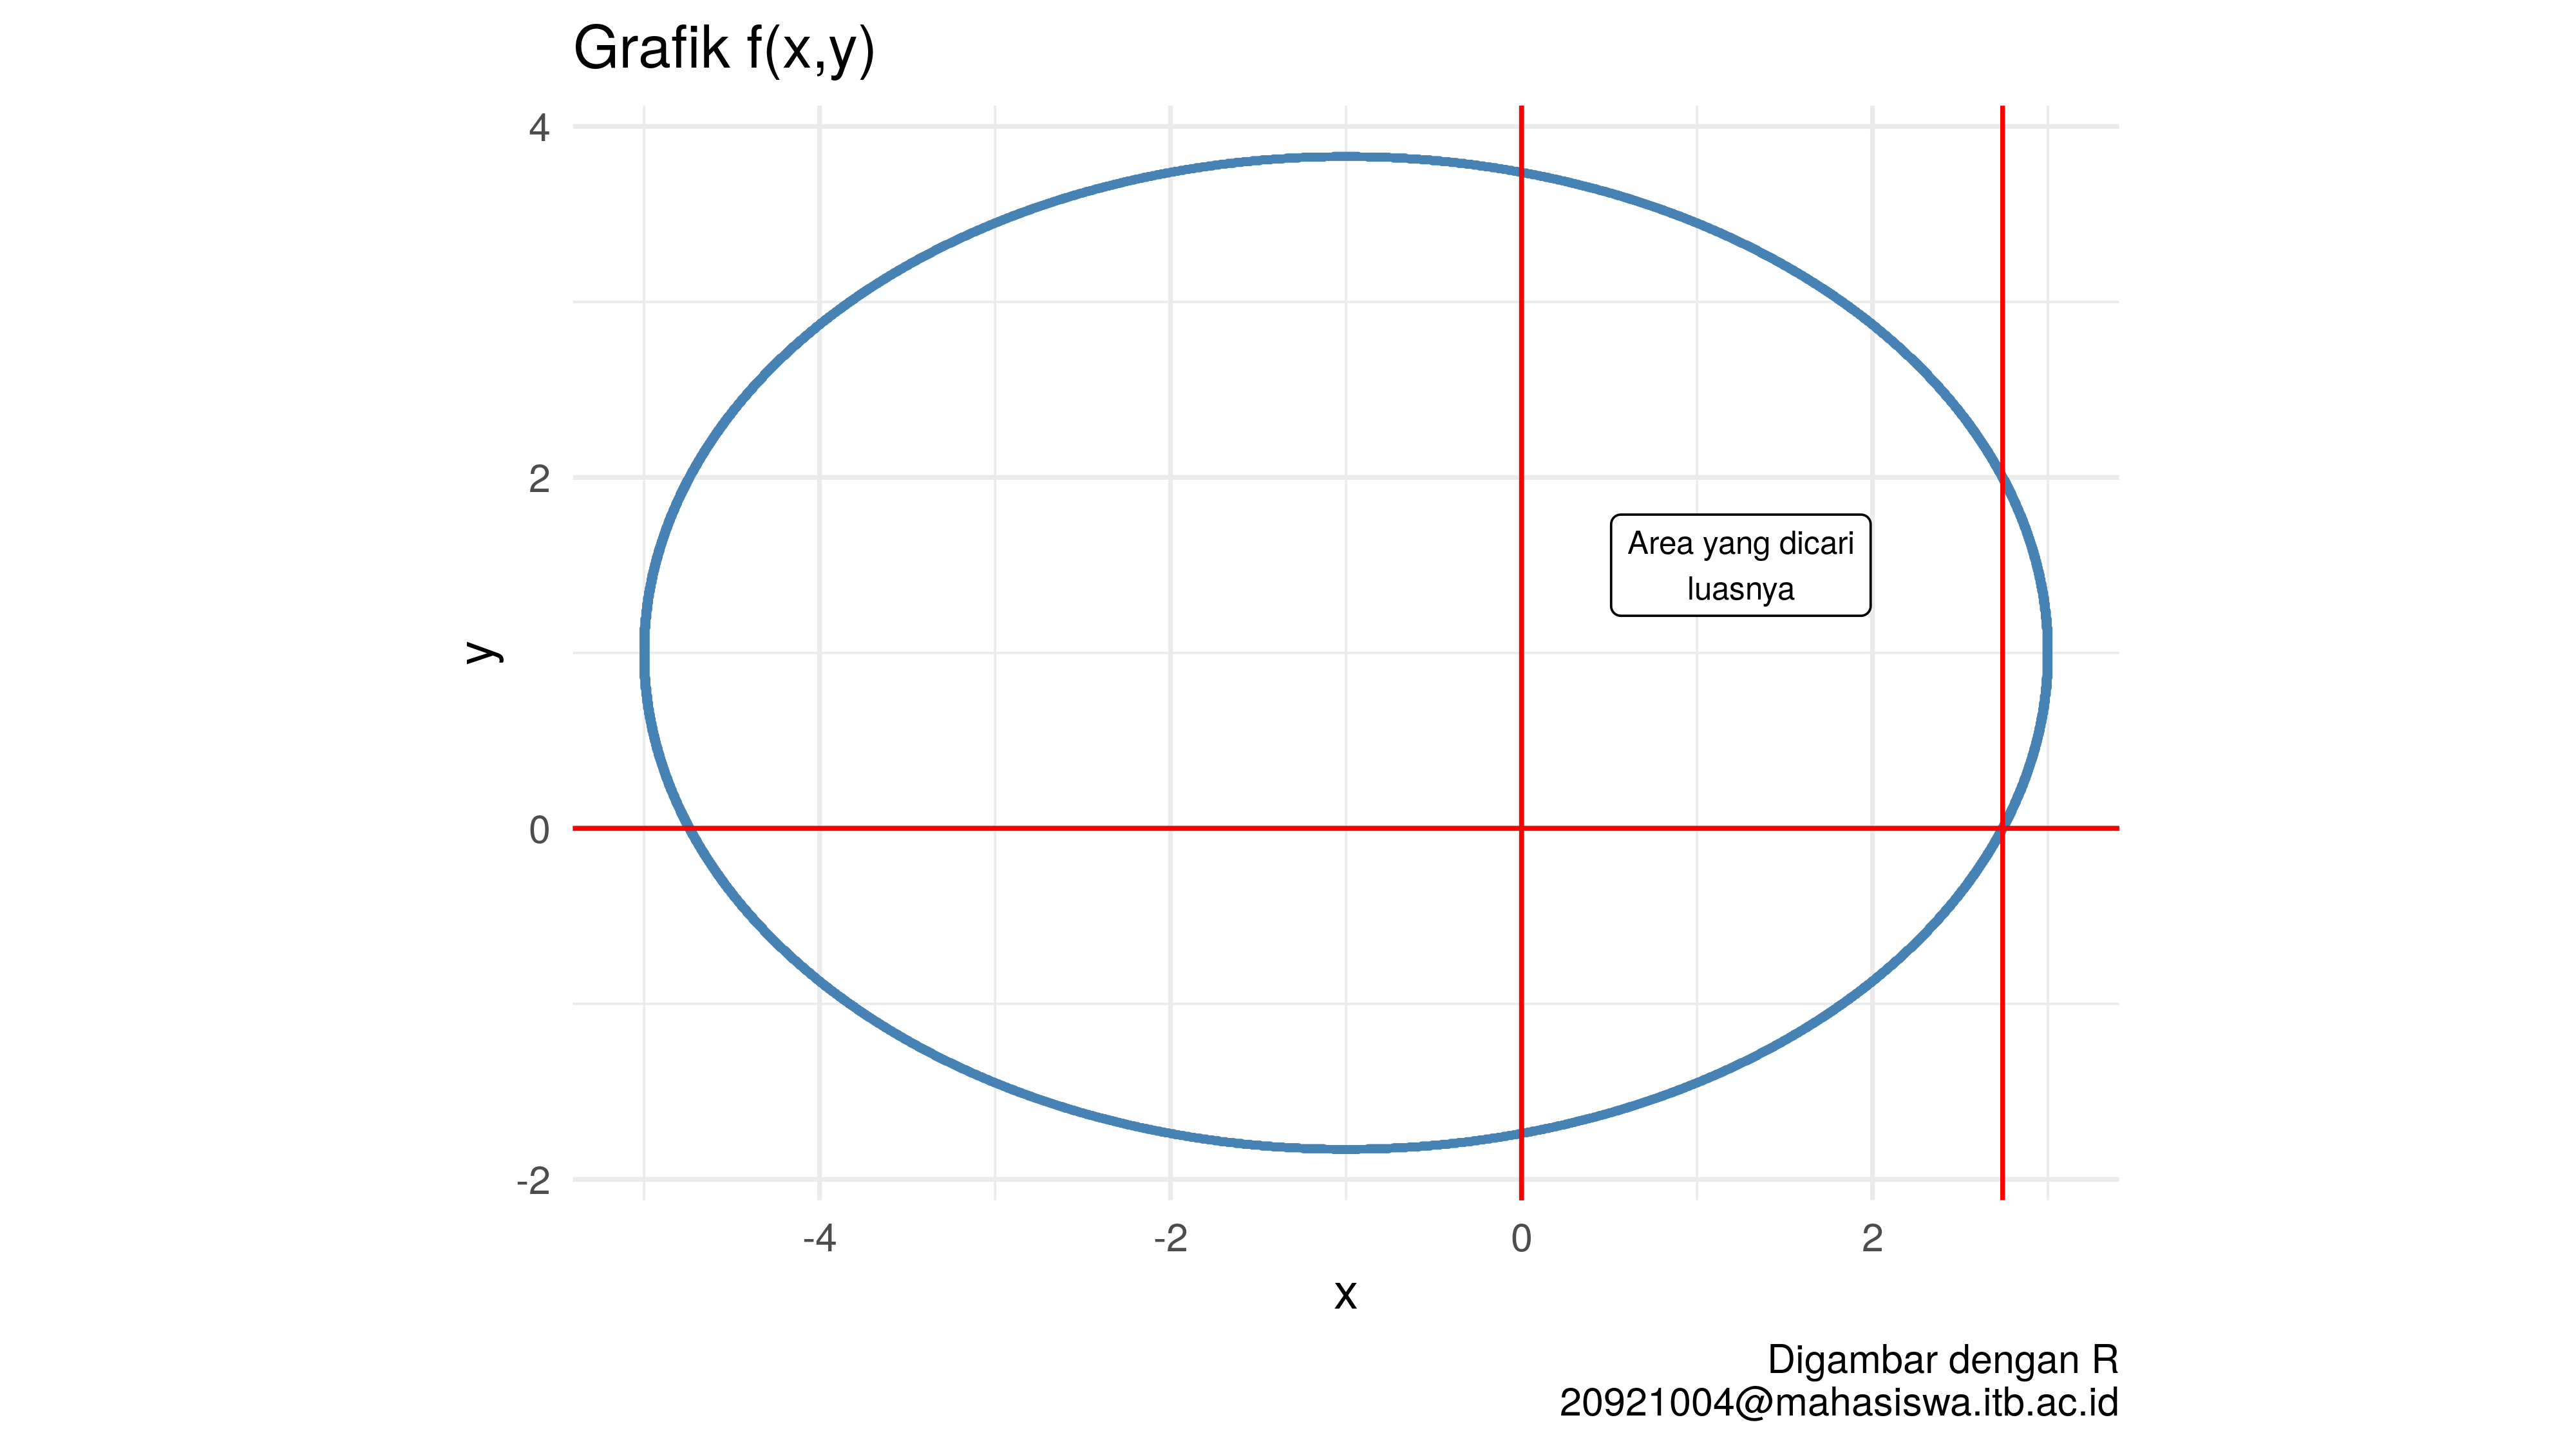 Grafik f(x,y)
4
2
0
-2
y
Area yang dicari
luasnya
-4
-2
0
2
x
Digambar dengan R
20921004@mahasiswa.itb.ac.id